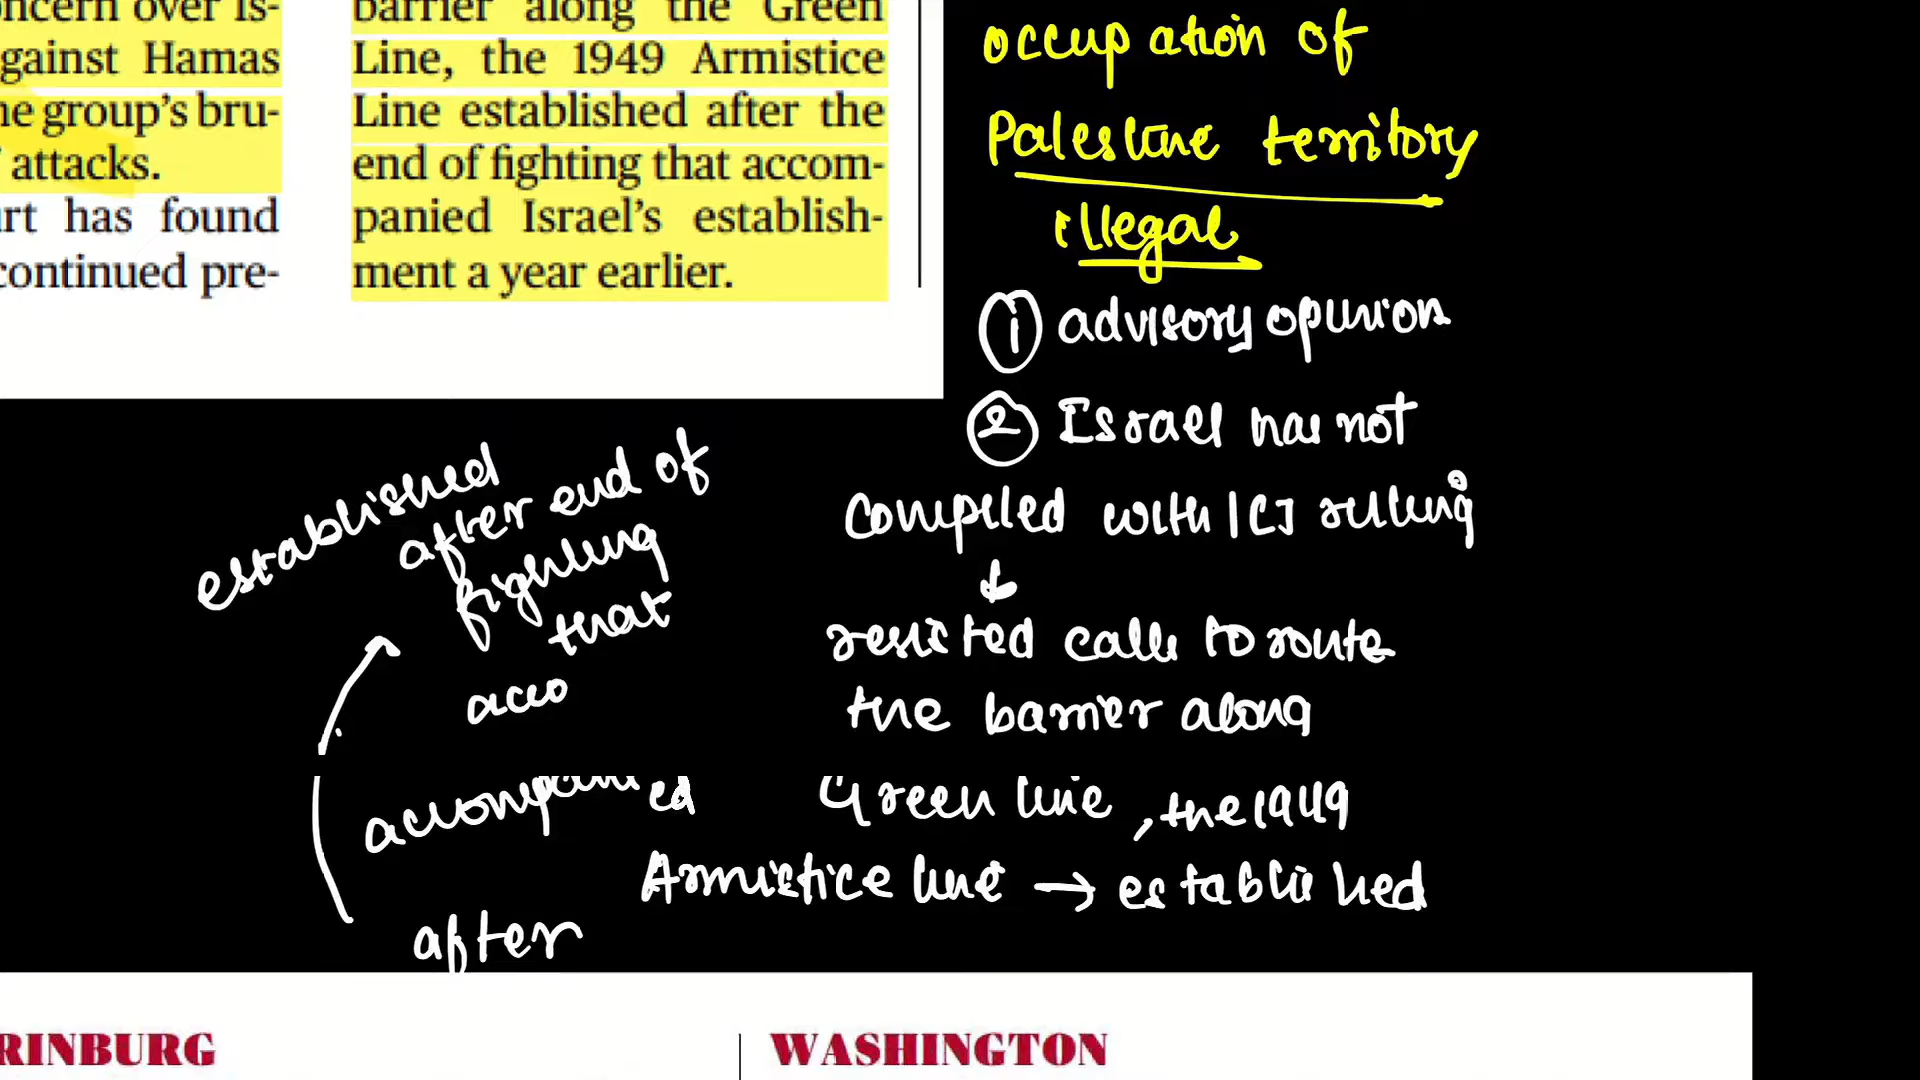 ncern over Is-
gainst Hamas
he group's bru-
attacks.
rt has found
continued pre-
barrier along the Green
Line, the 1949 Armistice
Line established after the
end of fighting that accom-
panied Israel's establish-
ment a year earlier.
occupation of
Palestine territory
illegal
1 advisory opinion
2 Israel has not
complied with ICJ ruling
resisted calls to route
the barrier along
Green line, the 1949
Armistice line → established
established
after end of
fighting
that
acco
accompanied
after
RINBURG
WASHINGTON